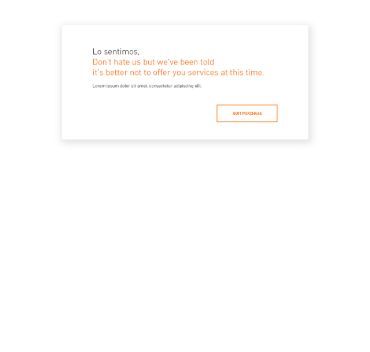 Lo sentimos,
Don't hate us but we've been told
it's better not to offer you services at this time.
Lorem ipsum dolor sit amet, consectetur adipiscing elit.